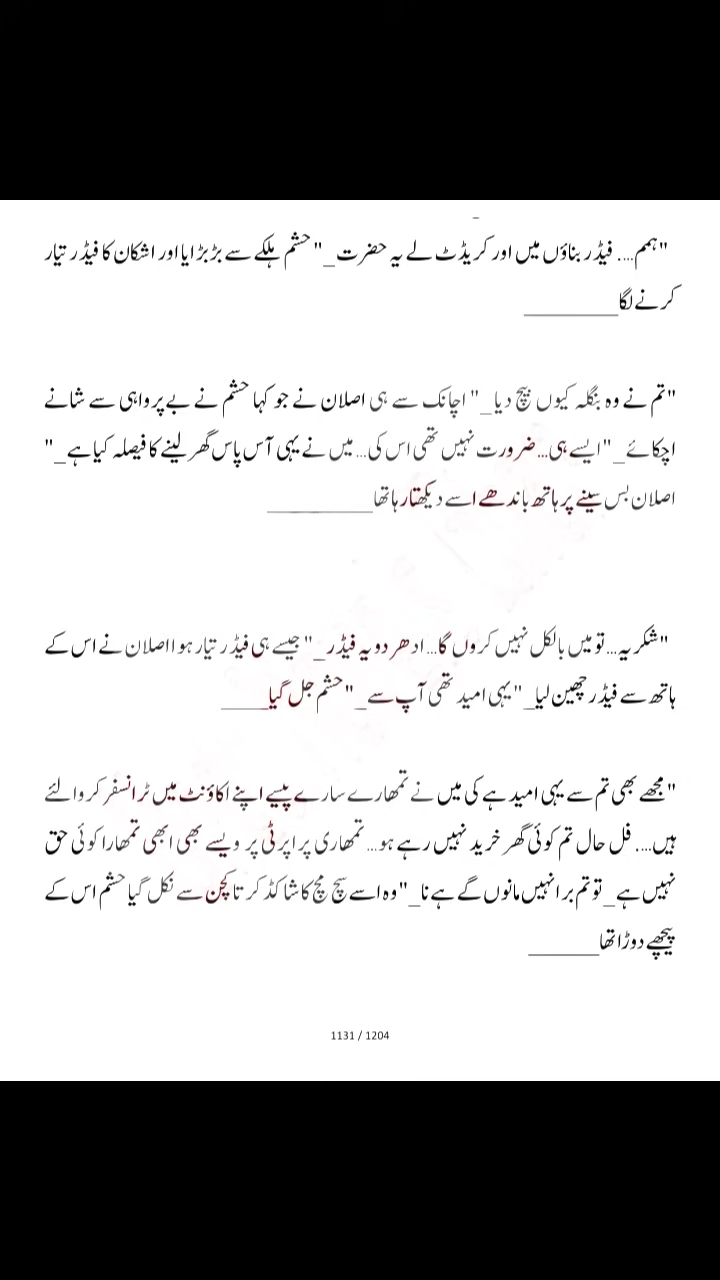 "ہمم.... فیڈر بناؤں میں اور کریڈٹ لے یہ حضرت_" حشم ہلکے سے بڑبڑایا اور اشکان کا فیڈر تیار
کرنے لگا________
"تم نے وہ بنگلہ کیوں بیچ دیا_" اچانک سے ہی اصلان نے جو کہا حشم نے بے پرواہی سے شانے
اچکائے_ "ایسے ہی... ضرورت نہیں تھی اس کی... میں نے یہی آس پاس گھر لینے کا فیصلہ کیا ہے_"
اصلان بس سینے پر ہاتھ باندھے اسے دیکھتا رہا تھا_________
"شکریہ... تو میں بالکل نہیں کروں گا... ادھر دو یہ فیڈر_" جیسے ہی فیڈر تیار ہوا اصلان نے اس کے
ہاتھ سے فیڈر چھین لیا_ "یہی امید تھی آپ سے_" حشم جل گیا____
"مجھے بھی تم سے یہی امید ہے کی میں نے تمھارے سارے پیسے اپنے اکاؤنٹ میں ٹرانسفر کروا لئے
ہیں.... فل حال تم کوئی گھر خرید نہیں رہے ہو... تمھاری پراپرٹی پر ویسے بھی ابھی تمھارا کوئی حق
نہیں ہے_ تو تم برا نہیں مانوں گے ہے نا_" وہ اسے سچ مچ کا شاکڈ کرتا کچن سے نکل گیا حشم اس کے
پیچھے دوڑا تھا______
1131 / 1204